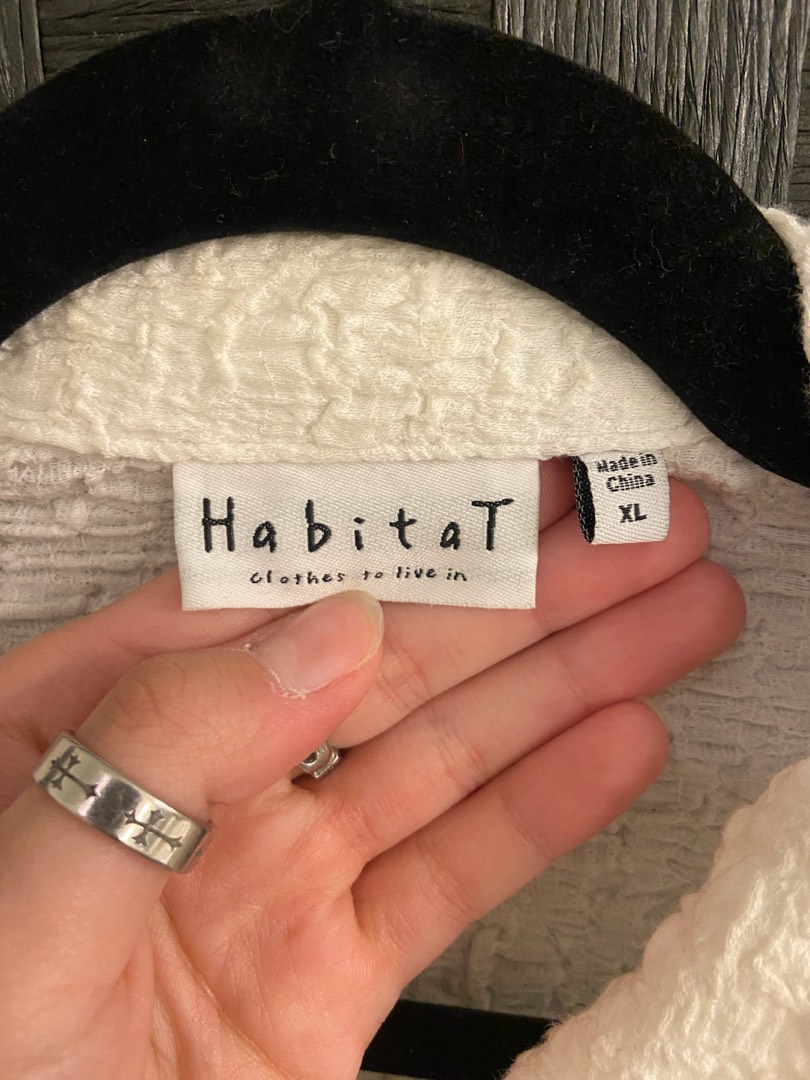 HabitaT
clothes to live in
Made in
China
XL